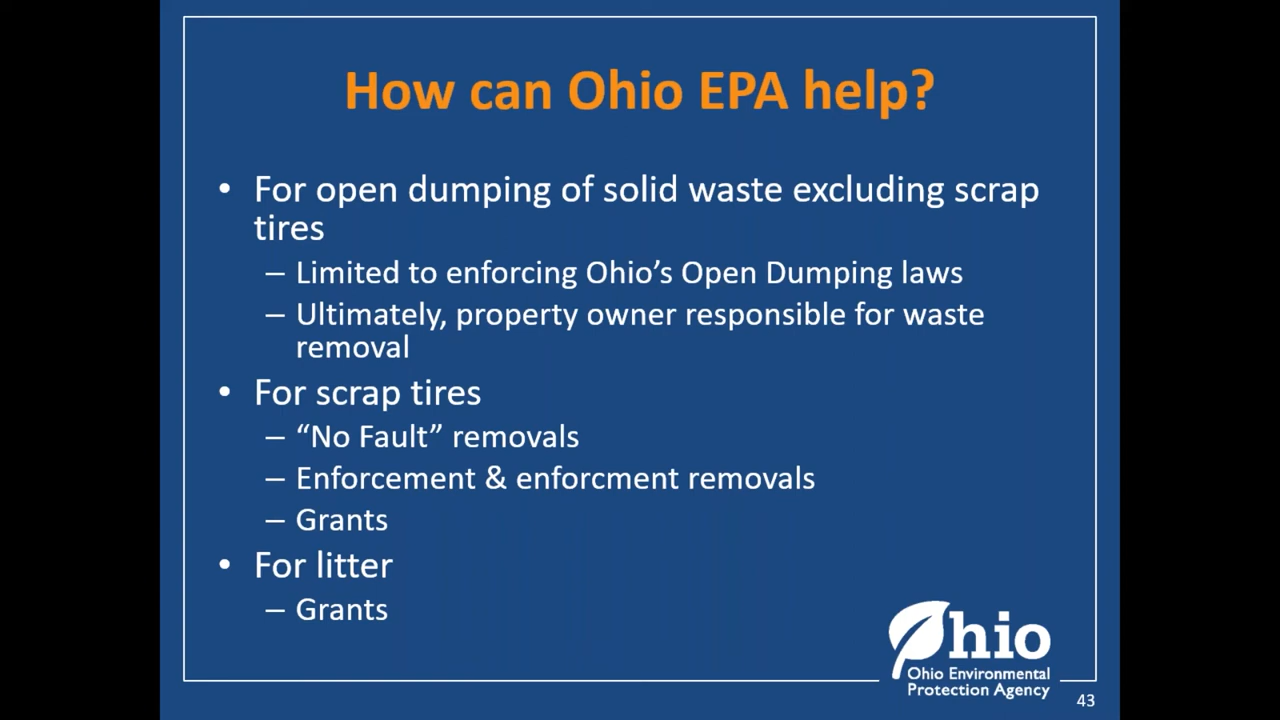 How can Ohio EPA help?
• For open dumping of solid waste excluding scrap
tires
– Limited to enforcing Ohio’s Open Dumping laws
– Ultimately, property owner responsible for waste
removal
• For scrap tires
– “No Fault” removals
– Enforcement & enforcment removals
– Grants
• For litter
– Grants
Ohio
Ohio Environmental
Protection Agency
43